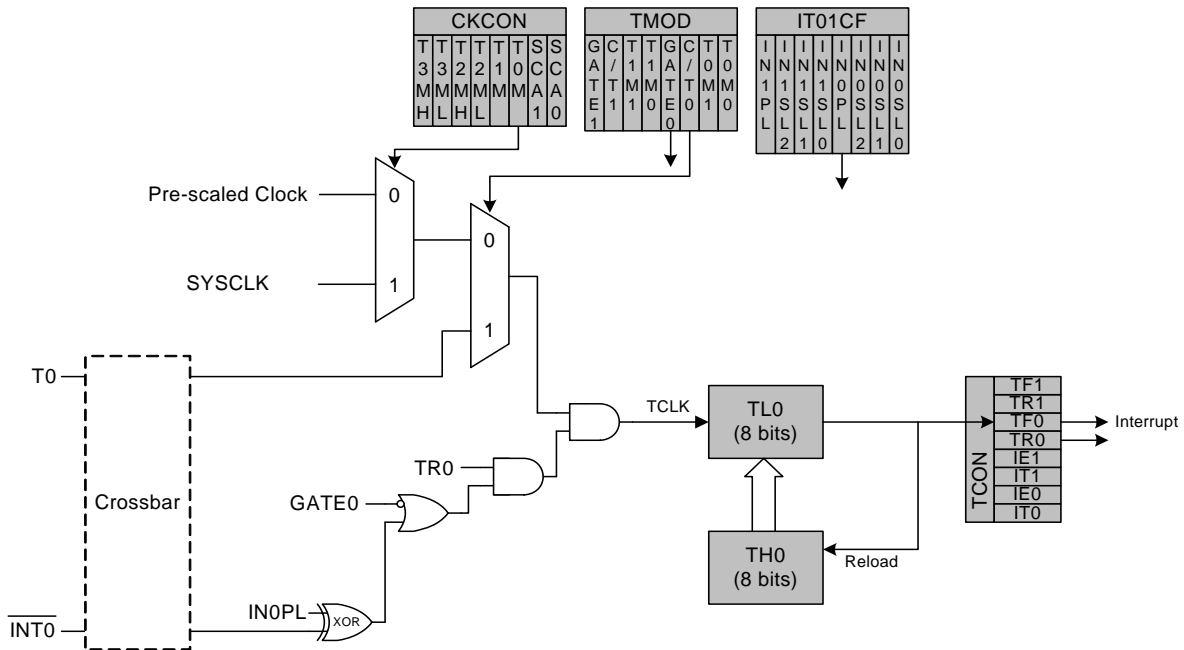 CKCON
T3MH
T3ML
T2MH
T2ML
T1M
T0M
SCA1
SCA0
TMOD
GATE1
C/T1
T1M1
T1M0
GATE0
C/T0
T0M1
T0M0
IT01CF
IN1PL
IN1SL2
IN1SL1
IN1SL0
IN0PL
IN0SL2
IN0SL1
IN0SL0
Pre-scaled Clock
0
SYSCLK
1
0
1
T0
Crossbar
INT0
GATE0
TR0
IN0PL
XOR
TCLK
TL0
(8 bits)
TH0
(8 bits)
Reload
TCON
TF1
TR1
TF0
TR0
IE1
IT1
IE0
IT0
Interrupt